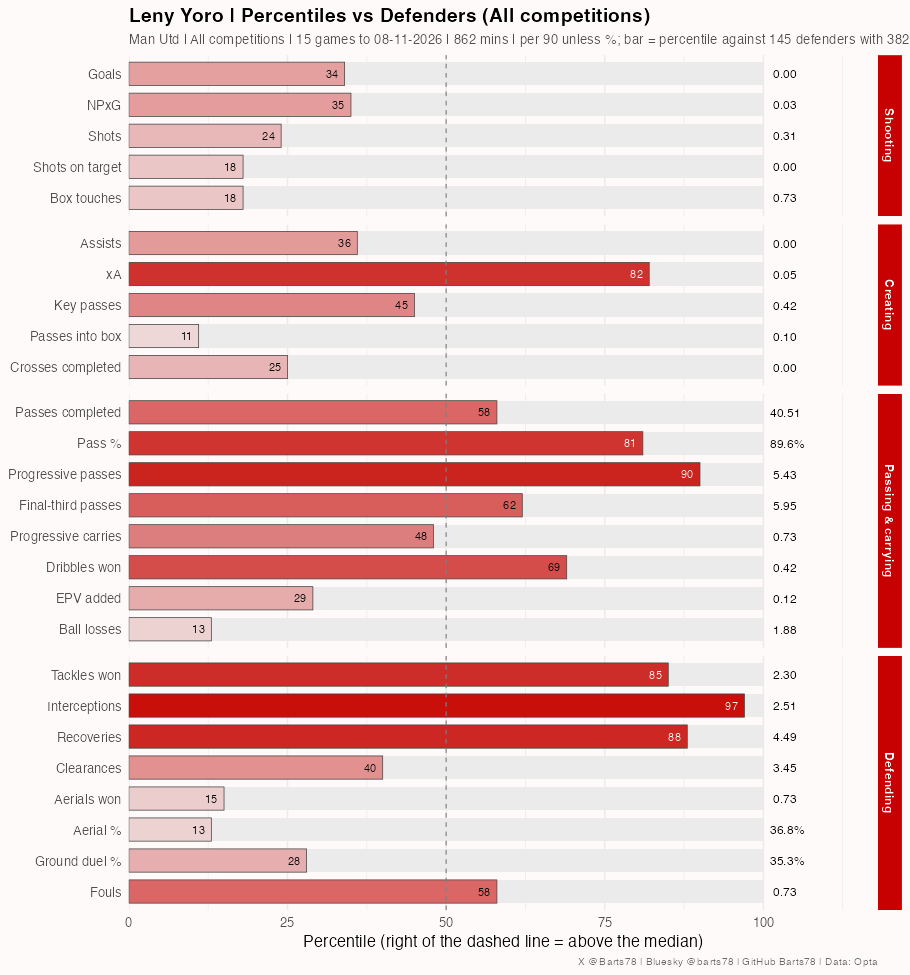 Leny Yoro | Percentiles vs Defenders (All competitions)
Man Utd | All competitions | 15 games to 08-11-2026 | 862 mins | per 90 unless %; bar = percentile against 145 defenders with 382
Goals 34 0.00
NPxG 35 0.03
Shots 24 0.31
Shots on target 18 0.00
Box touches 18 0.73
Shooting
Assists 36 0.00
xA 82 0.05
Key passes 45 0.42
Passes into box 11 0.10
Crosses completed 25 0.00
Creating
Passes completed 58 40.51
Pass % 81 89.6%
Progressive passes 90 5.43
Final-third passes 62 5.95
Progressive carries 48 0.73
Dribbles won 69 0.42
EPV added 29 0.12
Ball losses 13 1.88
Passing & carrying
Tackles won 85 2.30
Interceptions 97 2.51
Recoveries 88 4.49
Clearances 40 3.45
Aerials won 15 0.73
Aerial % 13 36.8%
Ground duel % 28 35.3%
Fouls 58 0.73
Defending
0 25 50 75 100
Percentile (right of the dashed line = above the median)
X @Barts78 | Bluesky @barts78 | GitHub Barts78 | Data: Opta